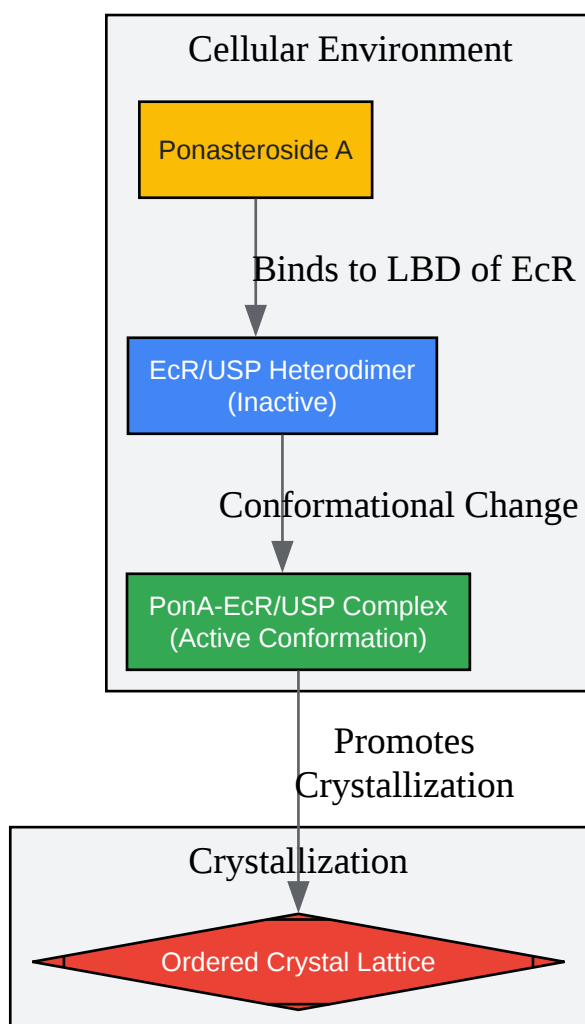 Cellular Environment
Ponasteroside A
Binds to LBD of EcR
EcR/USP Heterodimer
(Inactive)
Conformational Change
PonA-EcR/USP Complex
(Active Conformation)
Promotes
Crystallization
Crystallization
Ordered Crystal Lattice